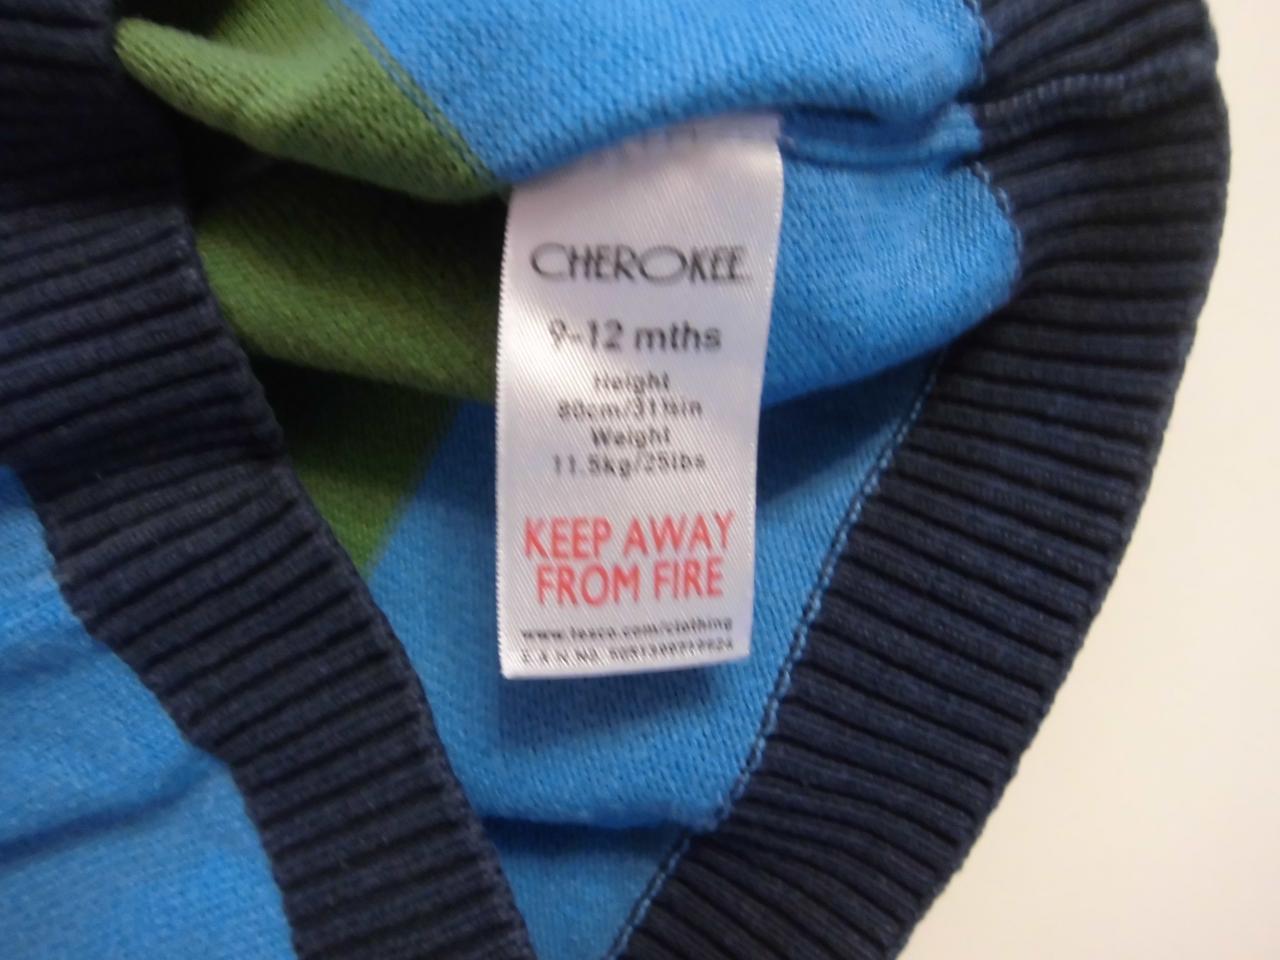 CHEROKEE
9-12 mths
Height
80cm/31½in
Weight
11.5kg/25lbs
KEEP AWAY
FROM FIRE
www.tesco.com/clothing
E.A.N NO.